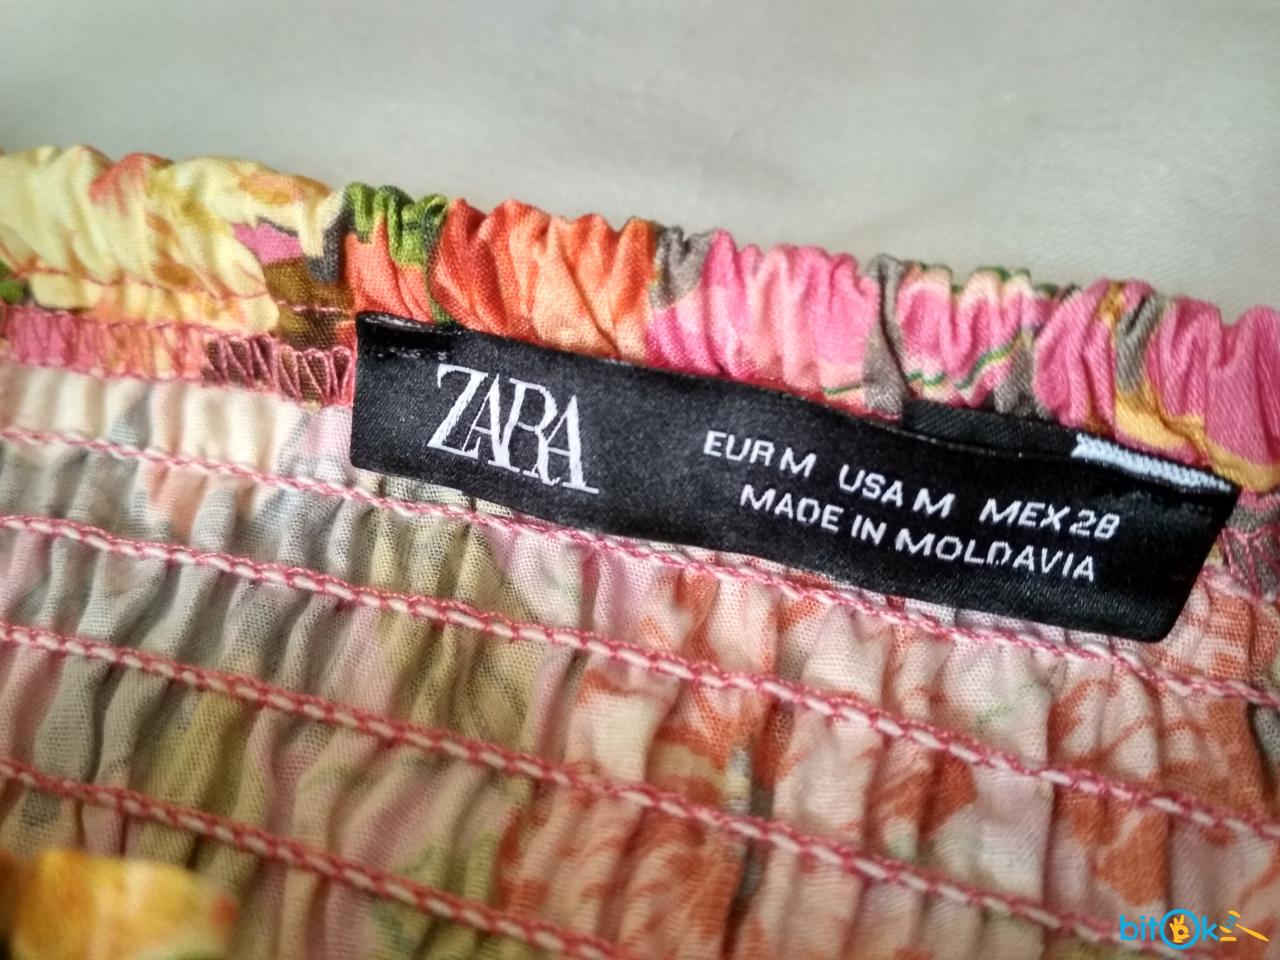 ZARA
EUR M USA M MEX 28
MADE IN MOLDAVIA
bitOk